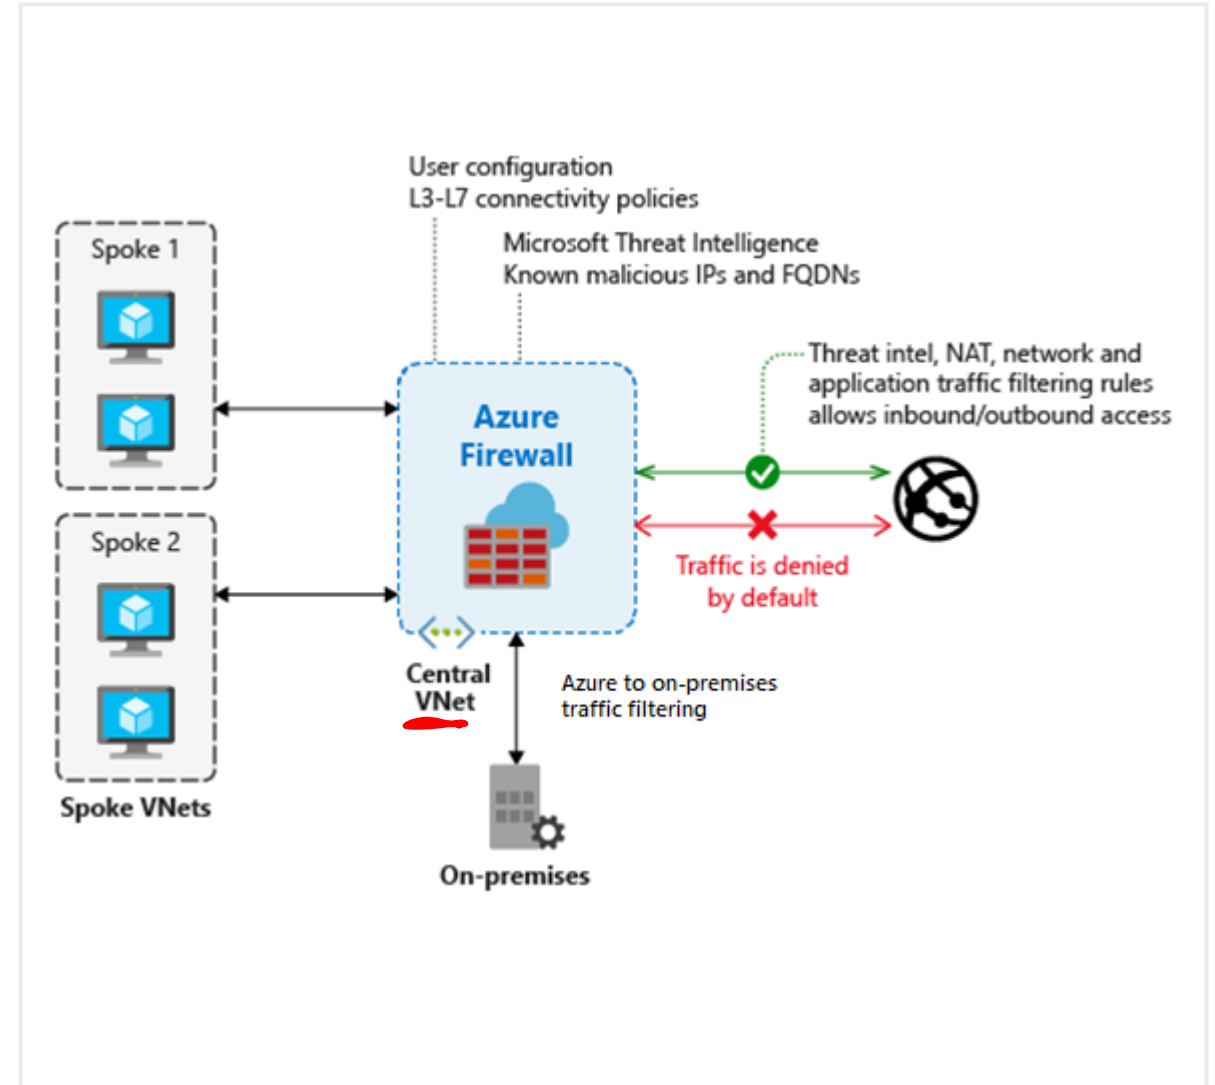 User configuration
L3-L7 connectivity policies
Microsoft Threat Intelligence
Known malicious IPs and FQDNs
Spoke 1
Threat intel, NAT, network and
application traffic filtering rules
allows inbound/outbound access
Azure
Firewall
Spoke 2
Traffic is denied
by default
Central
VNet
Azure to on-premises
traffic filtering
Spoke VNets
On-premises